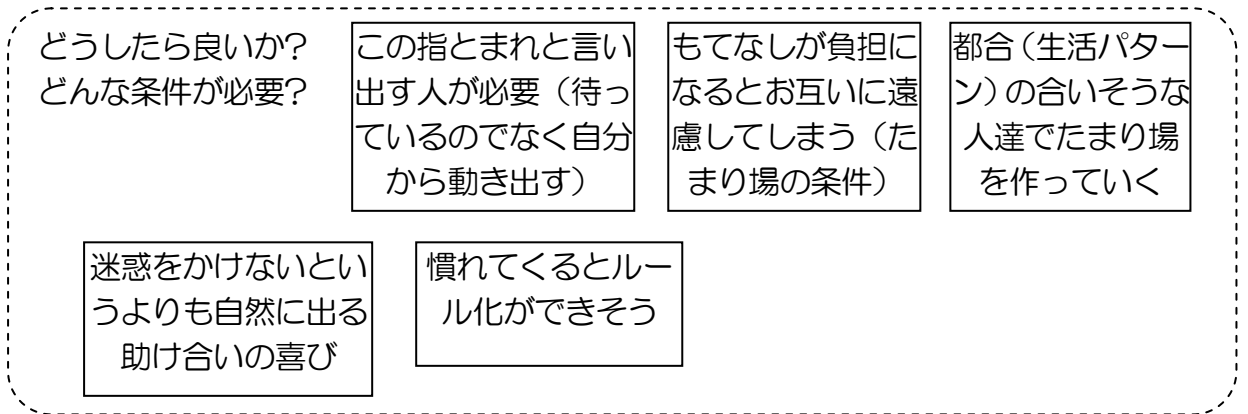 どうしたら良いか?
どんな条件が必要?
この指とまれと言い
出す人が必要（待っ
ているのでなく自分
から動き出す）
もてなしが負担に
なるとお互いに遠
慮してしまう（た
まり場の条件）
都合（生活パター
ン）の合いそうな
人達でたまり場
を作っていく
迷惑をかけないとい
うよりも自然に出る
助け合いの喜び
慣れてくるとルー
ル化ができそう